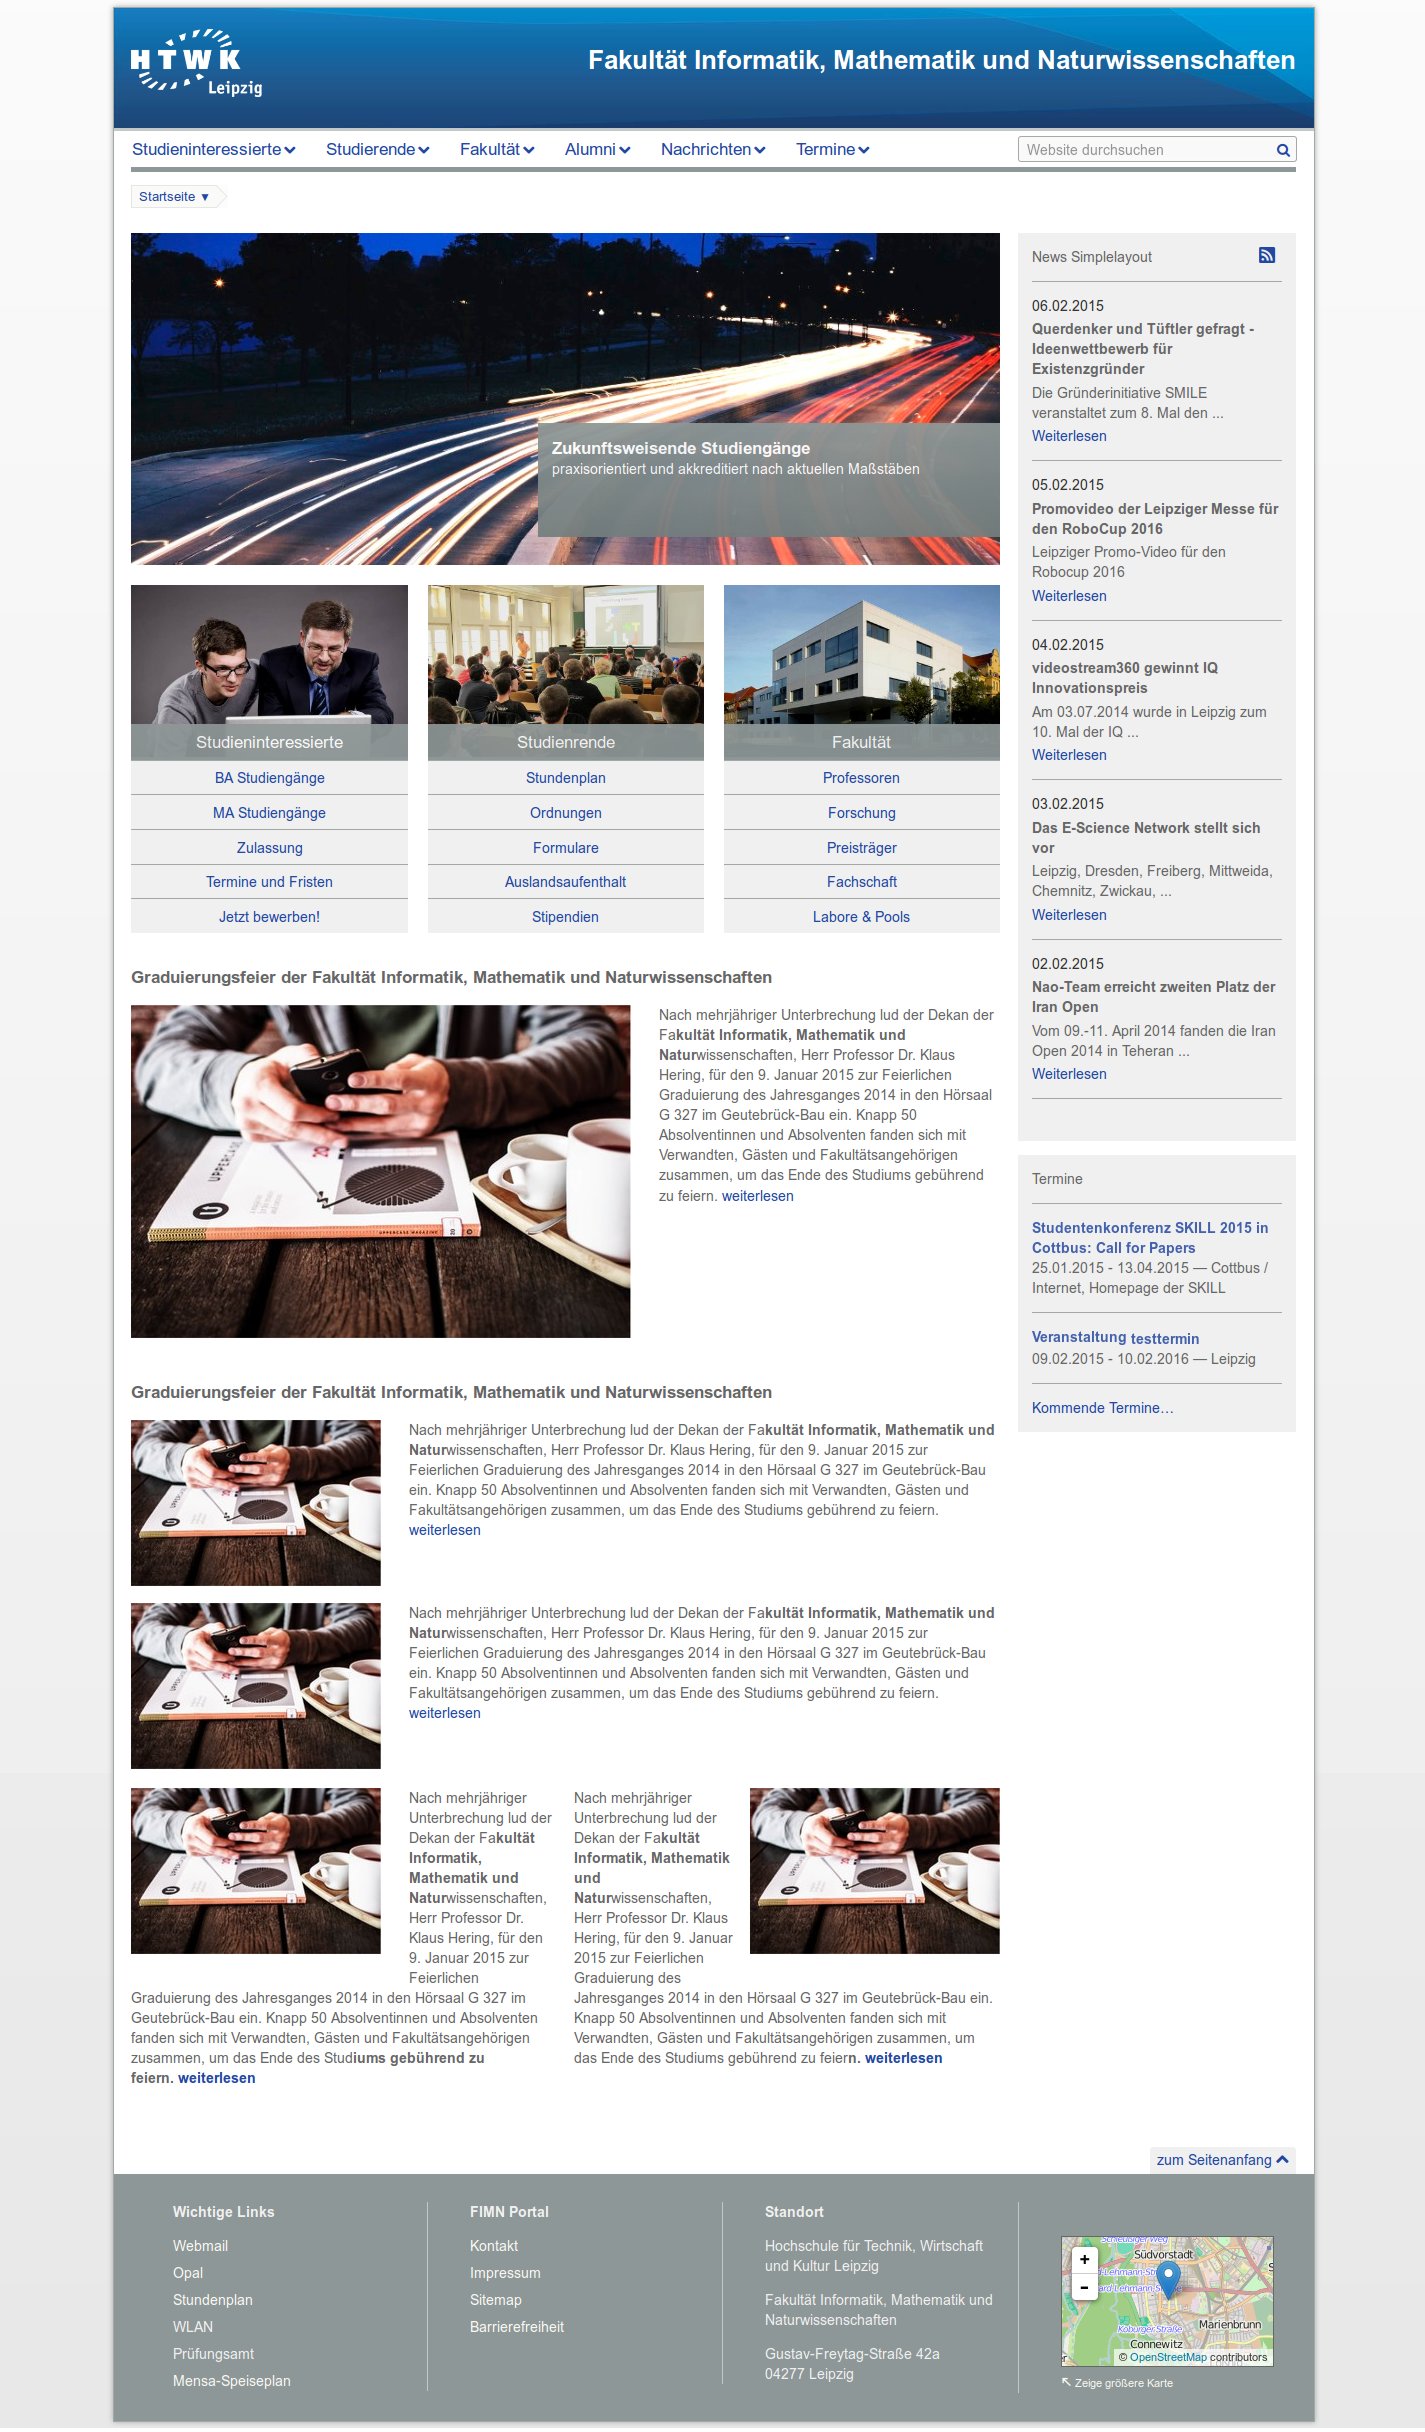 HTWK
Leipzig
Fakultät Informatik, Mathematik und Naturwissenschaften
Studieninteressierte
Studierende
Fakultät
Alumni
Nachrichten
Termine
Website durchsuchen
Startseite ▼
Zukunftsweisende Studiengänge
praxisorientiert und akkreditiert nach aktuellen Maßstäben
Studieninteressierte
BA Studiengänge
MA Studiengänge
Zulassung
Termine und Fristen
Jetzt bewerben!
Studienrende
Stundenplan
Ordnungen
Formulare
Auslandsaufenthalt
Stipendien
Fakultät
Professoren
Forschung
Preisträger
Fachschaft
Labore & Pools
Graduierungsfeier der Fakultät Informatik, Mathematik und Naturwissenschaften
Nach mehrjähriger Unterbrechung lud der Dekan der
Fakultät Informatik, Mathematik und
Naturwissenschaften, Herr Professor Dr. Klaus
Hering, für den 9. Januar 2015 zur Feierlichen
Graduierung des Jahresganges 2014 in den Hörsaal
G 327 im Geutebrück-Bau ein. Knapp 50
Absolventinnen und Absolventen fanden sich mit
Verwandten, Gästen und Fakultätsangehörigen
zusammen, um das Ende des Studiums gebührend
zu feiern. weiterlesen
Graduierungsfeier der Fakultät Informatik, Mathematik und Naturwissenschaften
Nach mehrjähriger Unterbrechung lud der Dekan der Fakultät Informatik, Mathematik und
Naturwissenschaften, Herr Professor Dr. Klaus Hering, für den 9. Januar 2015 zur
Feierlichen Graduierung des Jahresganges 2014 in den Hörsaal G 327 im Geutebrück-Bau
ein. Knapp 50 Absolventinnen und Absolventen fanden sich mit Verwandten, Gästen und
Fakultätsangehörigen zusammen, um das Ende des Studiums gebührend zu feiern.
weiterlesen
Nach mehrjähriger Unterbrechung lud der Dekan der Fakultät Informatik, Mathematik und
Naturwissenschaften, Herr Professor Dr. Klaus Hering, für den 9. Januar 2015 zur
Feierlichen Graduierung des Jahresganges 2014 in den Hörsaal G 327 im Geutebrück-Bau
ein. Knapp 50 Absolventinnen und Absolventen fanden sich mit Verwandten, Gästen und
Fakultätsangehörigen zusammen, um das Ende des Studiums gebührend zu feiern.
weiterlesen
Nach mehrjähriger
Unterbrechung lud der
Dekan der Fakultät
Informatik,
Mathematik und
Naturwissenschaften,
Herr Professor Dr.
Klaus Hering, für den
9. Januar 2015 zur
Feierlichen
Graduierung des Jahresganges 2014 in den Hörsaal G 327 im
Geutebrück-Bau ein. Knapp 50 Absolventinnen und Absolventen
fanden sich mit Verwandten, Gästen und Fakultätsangehörigen
zusammen, um das Ende des Studiums gebührend zu
feiern. weiterlesen
Nach mehrjähriger
Unterbrechung lud der
Dekan der Fakultät
Informatik, Mathematik
und
Naturwissenschaften,
Herr Professor Dr. Klaus
Hering, für den 9. Januar
2015 zur Feierlichen
Graduierung des
Jahresganges 2014 in den Hörsaal G 327 im Geutebrück-Bau ein.
Knapp 50 Absolventinnen und Absolventen fanden sich mit
Verwandten, Gästen und Fakultätsangehörigen zusammen, um
das Ende des Studiums gebührend zu feiern. weiterlesen
News Simplelayout
06.02.2015
Querdenker und Tüftler gefragt -
Ideenwettbewerb für
Existenzgründer
Die Gründerinitiative SMILE
veranstaltet zum 8. Mal den ...
Weiterlesen
05.02.2015
Promovideo der Leipziger Messe für
den RoboCup 2016
Leipziger Promo-Video für den
Robocup 2016
Weiterlesen
04.02.2015
videostream360 gewinnt IQ
Innovationspreis
Am 03.07.2014 wurde in Leipzig zum
10. Mal der IQ ...
Weiterlesen
03.02.2015
Das E-Science Network stellt sich
vor
Leipzig, Dresden, Freiberg, Mittweida,
Chemnitz, Zwickau, ...
Weiterlesen
02.02.2015
Nao-Team erreicht zweiten Platz der
Iran Open
Vom 09.-11. April 2014 fanden die Iran
Open 2014 in Teheran ...
Weiterlesen
Termine
Studentenkonferenz SKILL 2015 in
Cottbus: Call for Papers
25.01.2015 - 13.04.2015 — Cottbus /
Internet, Homepage der SKILL
Veranstaltung testtermin
09.02.2015 - 10.02.2016 — Leipzig
Kommende Termine…
zum Seitenanfang
Wichtige Links
Webmail
Opal
Stundenplan
WLAN
Prüfungsamt
Mensa-Speiseplan
FIMN Portal
Kontakt
Impressum
Sitemap
Barrierefreiheit
Standort
Hochschule für Technik, Wirtschaft
und Kultur Leipzig
Fakultät Informatik, Mathematik und
Naturwissenschaften
Gustav-Freytag-Straße 42a
04277 Leipzig
+
-
Südvorstadt
Koburger Straße
Marienbrunn
Connewitz
© OpenStreetMap contributors
Zeige größere Karte